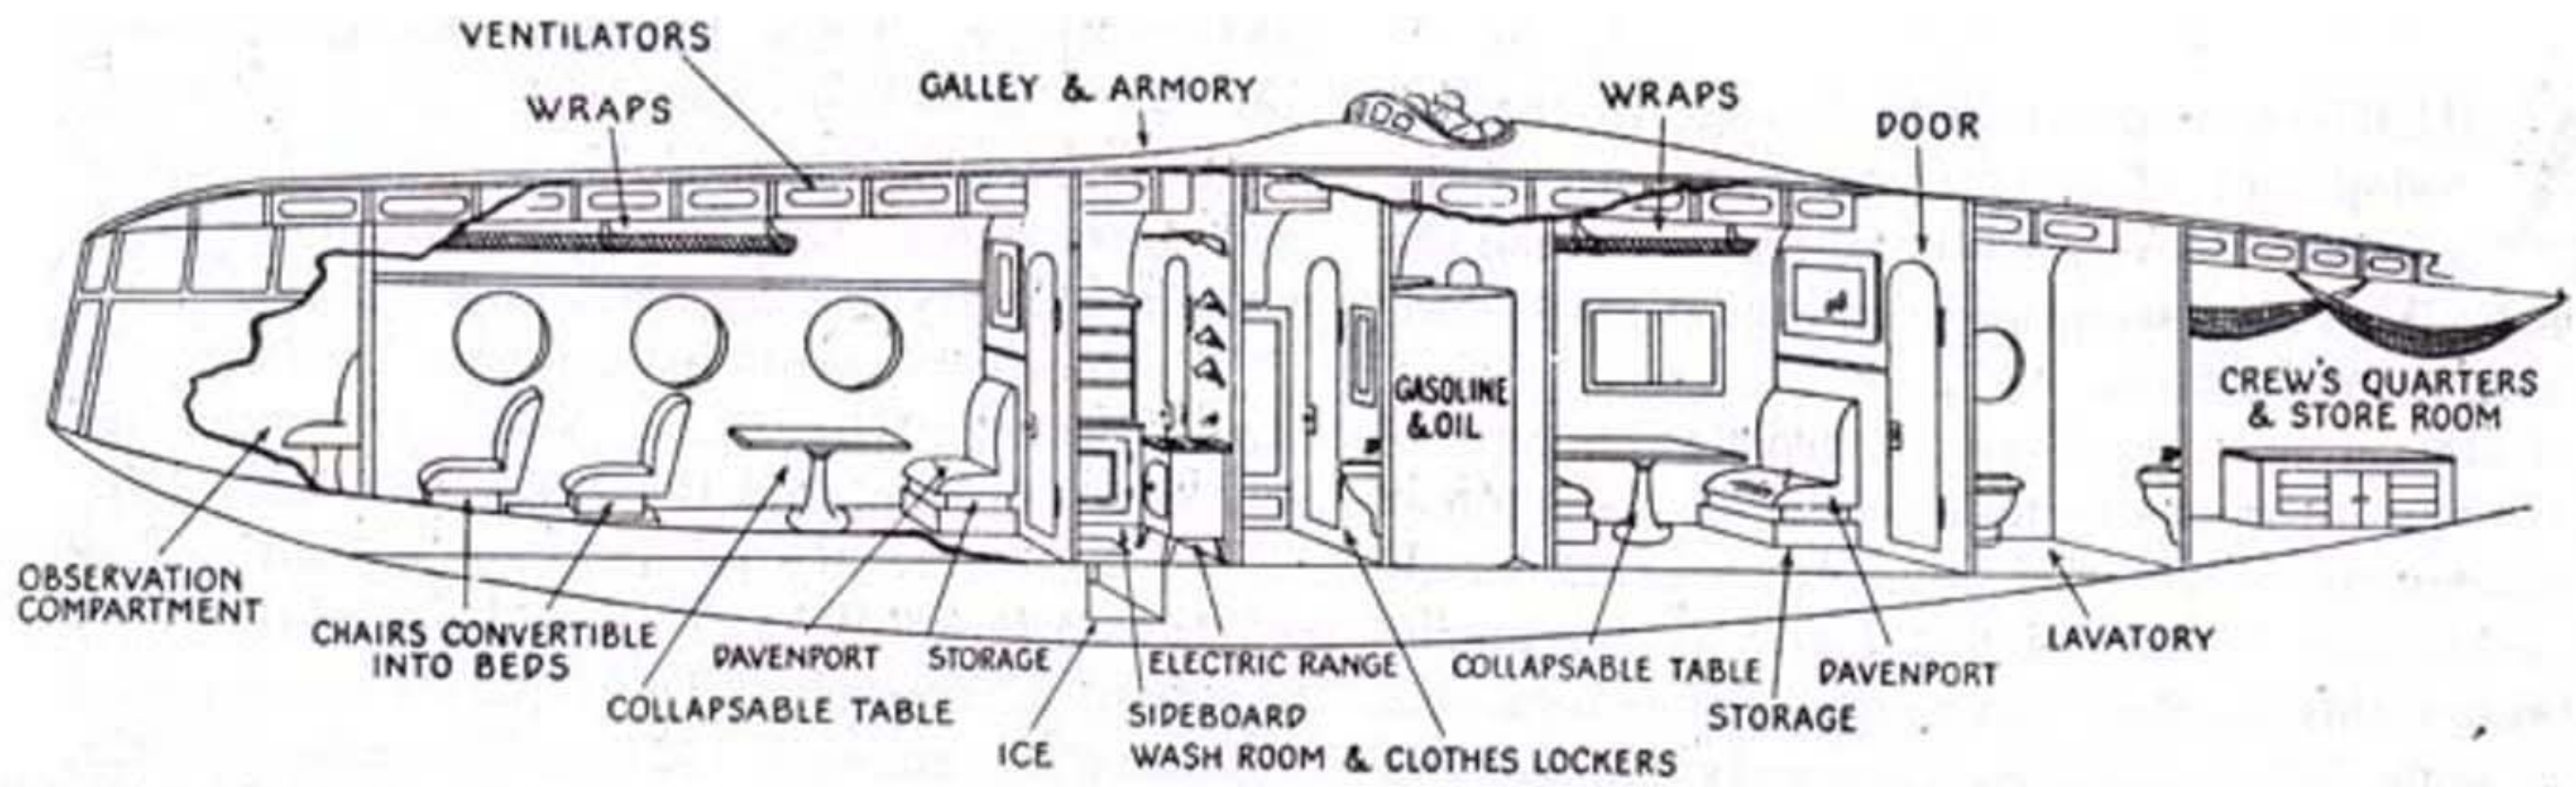 VENTILATORS
WRAPS
GALLEY & ARMORY
WRAPS
DOOR
GASOLINE
& OIL
CREW'S QUARTERS
& STORE ROOM
OBSERVATION
COMPARTMENT
CHAIRS CONVERTIBLE
INTO BEDS
COLLAPSABLE TABLE
DAVENPORT
STORAGE
ICE
SIDEBOARD
ELECTRIC RANGE
WASH ROOM & CLOTHES LOCKERS
COLLAPSABLE TABLE
STORAGE
DAVENPORT
LAVATORY